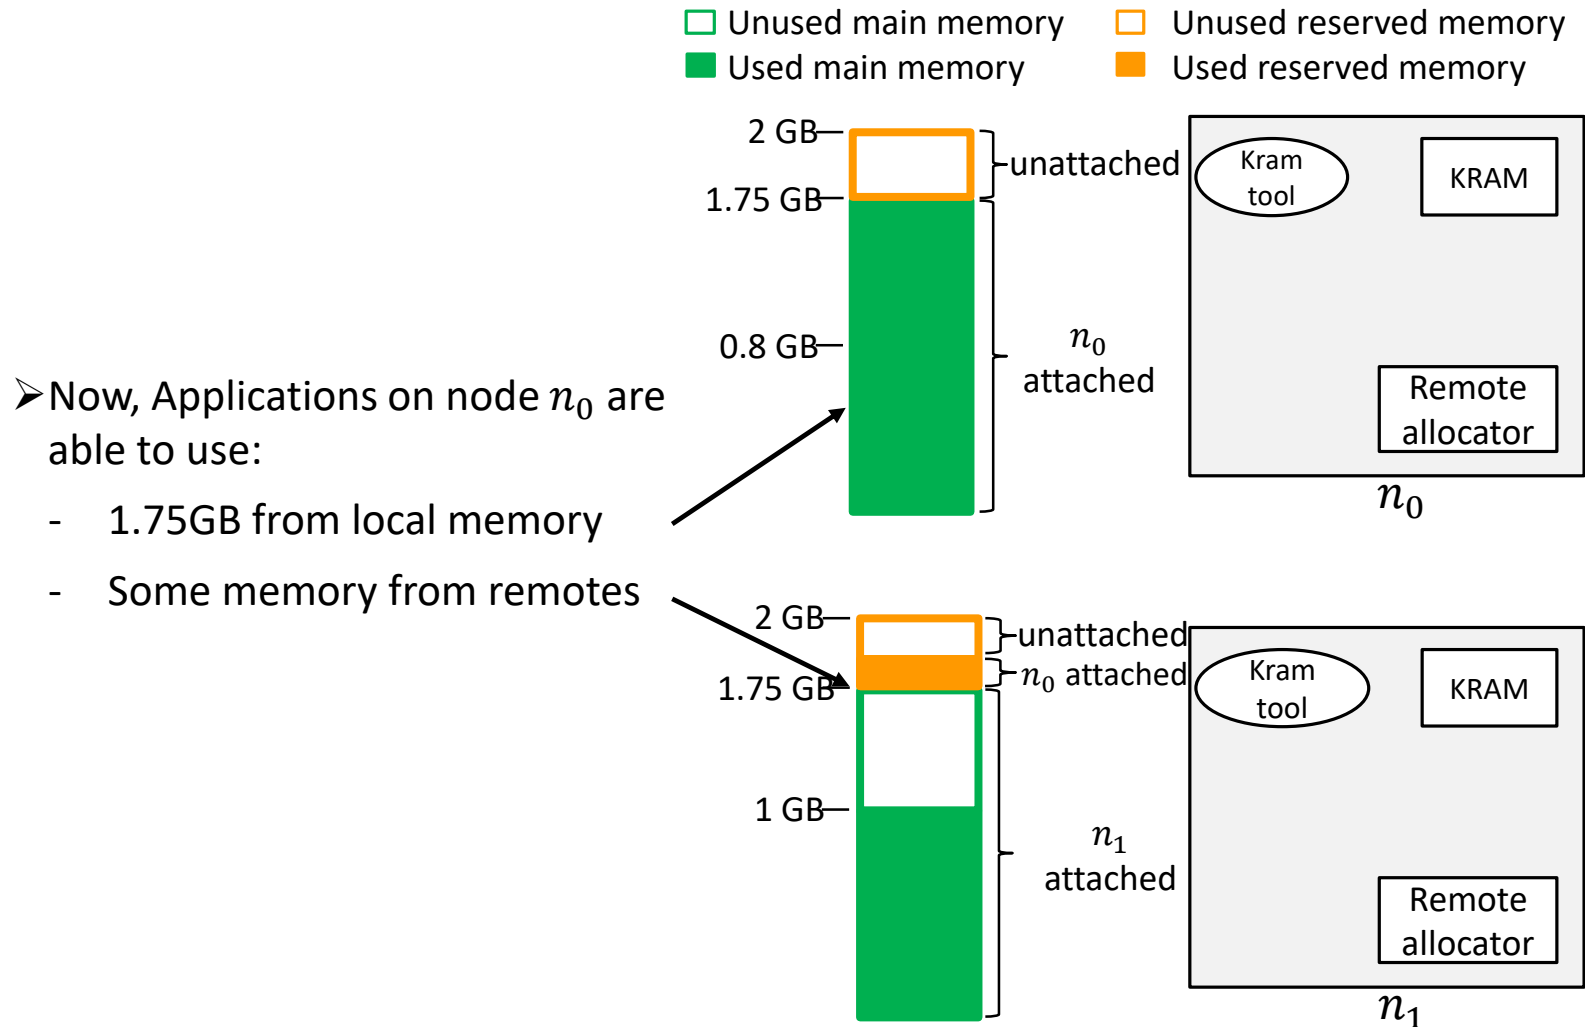 Unused main memory
Unused reserved memory
Used main memory
Used reserved memory
2 GB
unattached
1.75 GB
0.8 GB
n₀
attached
Kram
tool
KRAM
Remote
allocator
n₀
➢Now, Applications on node n₀ are
able to use:
- 1.75GB from local memory
- Some memory from remotes
2 GB
unattached
n₀ attached
1.75 GB
1 GB
n₁
attached
Kram
tool
KRAM
Remote
allocator
n₁